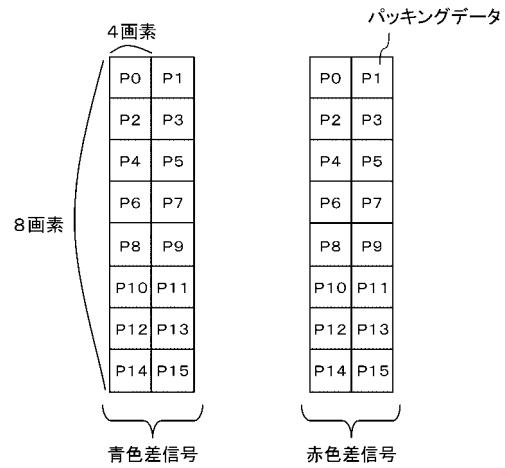 パッキングデータ
4画素
P0 P1 P0 P1
P2 P3 P2 P3
P4 P5 P4 P5
P6 P7 P6 P7
8画素
P8 P9 P8 P9
P10 P11 P10 P11
P12 P13 P12 P13
P14 P15 P14 P15
青色差信号 赤色差信号